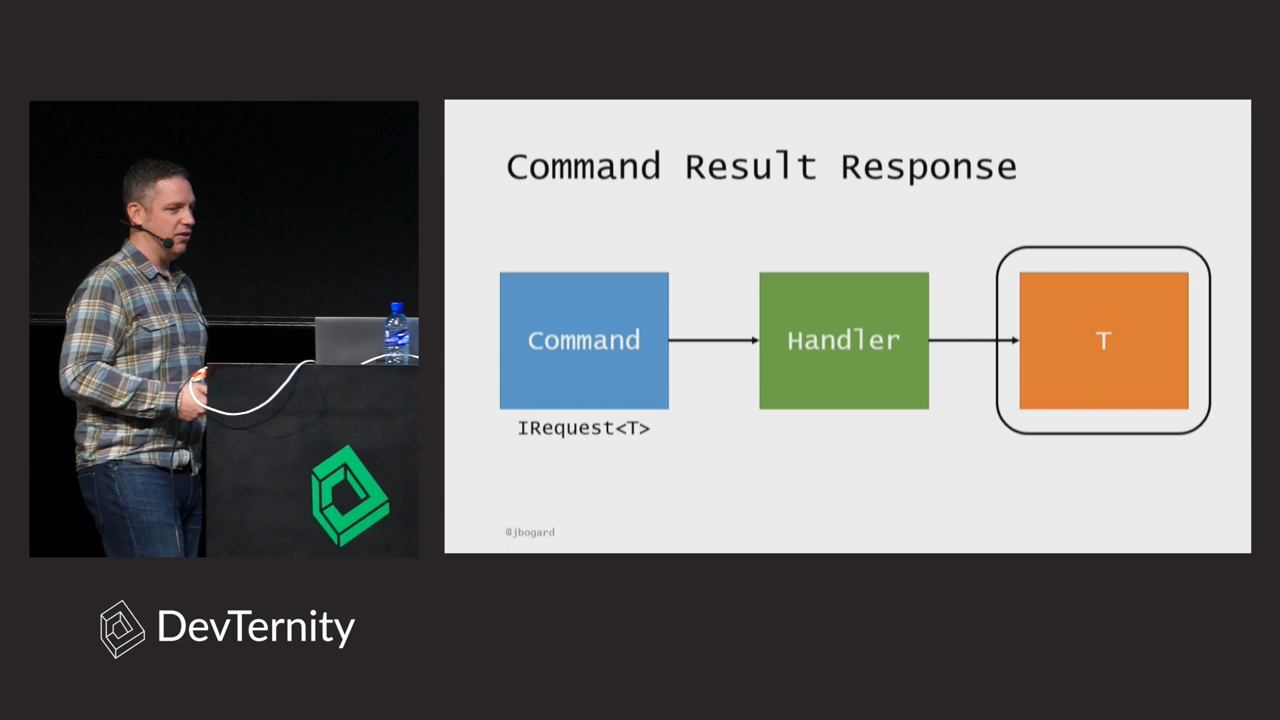 Command Result Response
Command
Handler
T
IRequest<T>
@jbogard
DevTernity